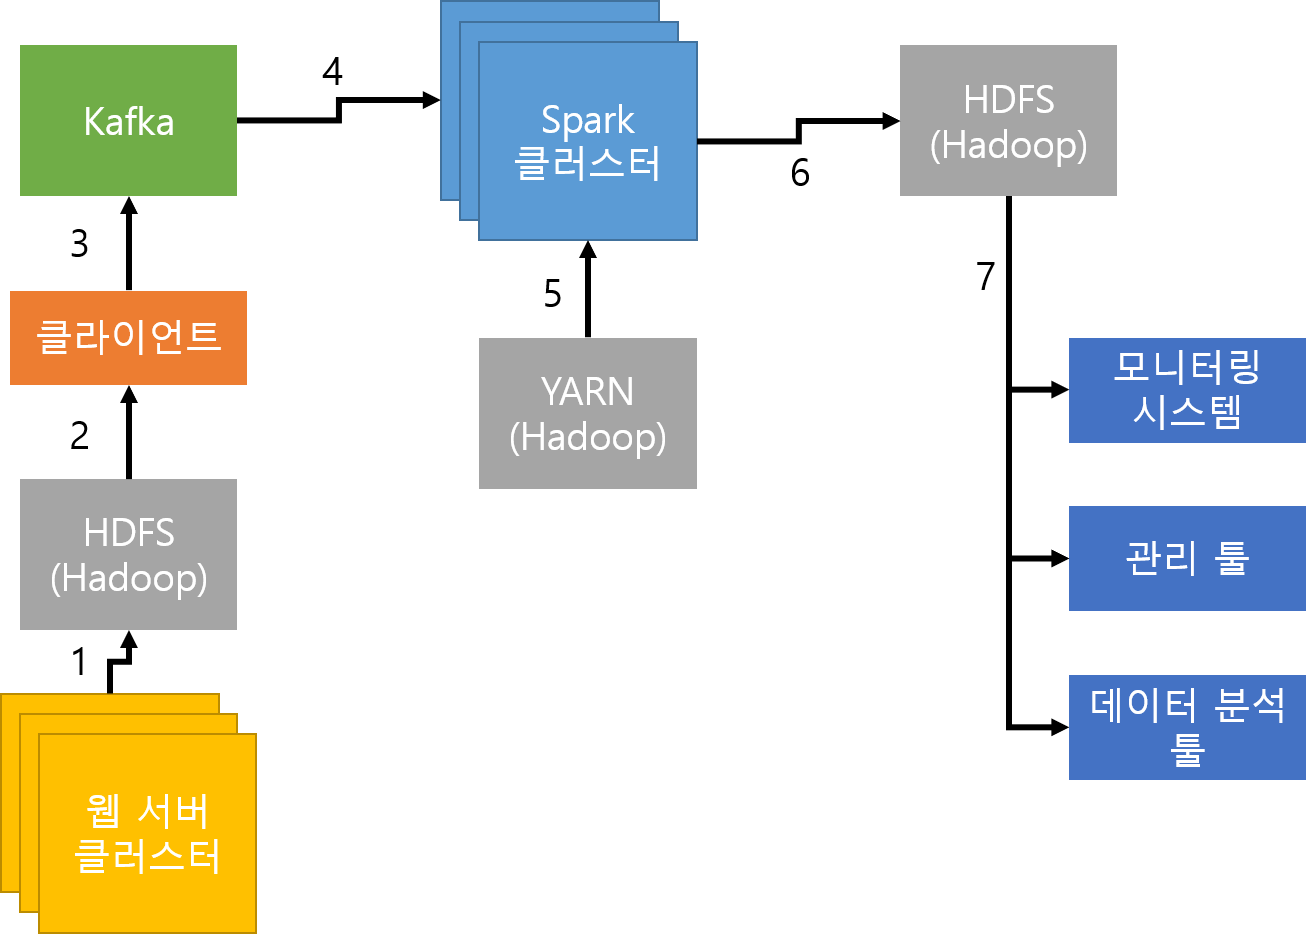 Kafka
4
Spark
클러스터
6
HDFS
(Hadoop)
3
클라이언트
5
7
2
YARN
(Hadoop)
모니터링
시스템
HDFS
(Hadoop)
관리 툴
1
데이터 분석
툴
웹 서버
클러스터